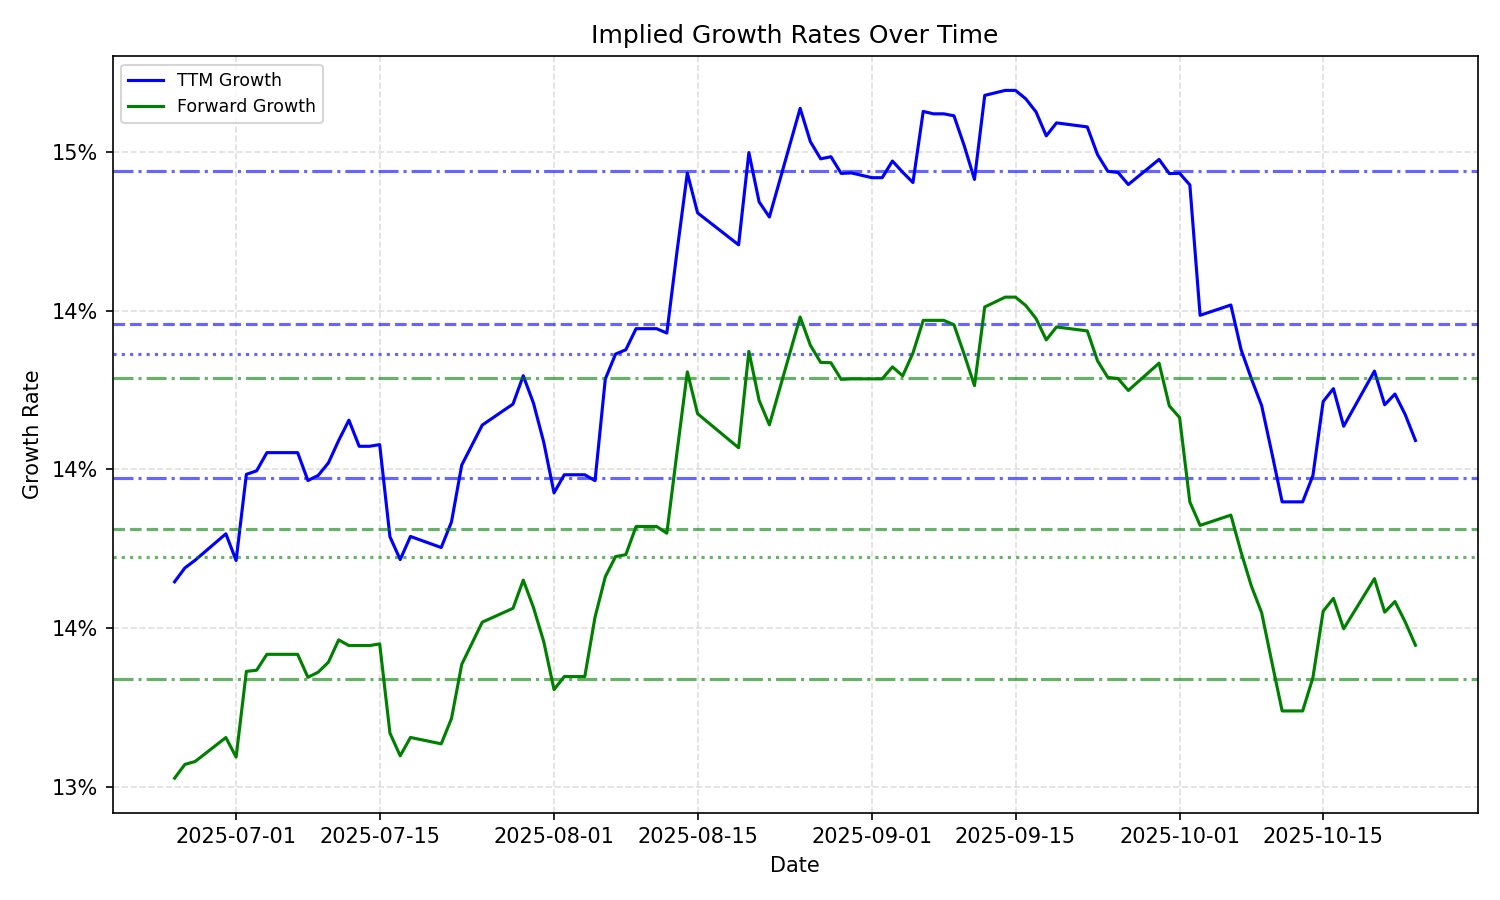 Implied Growth Rates Over Time
TTM Growth
Forward Growth
15%
14%
14%
14%
13%
Growth Rate
2025-07-01 2025-07-15 2025-08-01 2025-08-15 2025-09-01 2025-09-15 2025-10-01 2025-10-15
Date